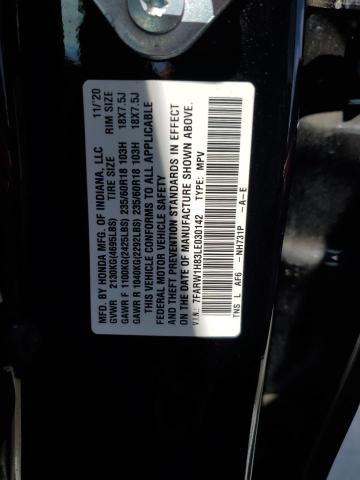 MFD. BY HONDA MFG. OF INDIANA, LLC 11/'20
GVWR 2130KG(4695LBS) TIRE SIZE RIM SIZE
GAWR F 1100KG(2425LBS) 235/60R18 103H 18X7.5J
GAWR R 1040KG(2292LBS) 235/60R18 103H 18X7.5J
THIS VEHICLE CONFORMS TO ALL APPLICABLE
FEDERAL MOTOR VEHICLE SAFETY
AND THEFT PREVENTION STANDARDS IN EFFECT
ON THE DATE OF MANUFACTURE SHOWN ABOVE.
V.I.N. 7FARW1H83LE030142 TYPE: MPV
TNS L AF6 -NH731P -A-E